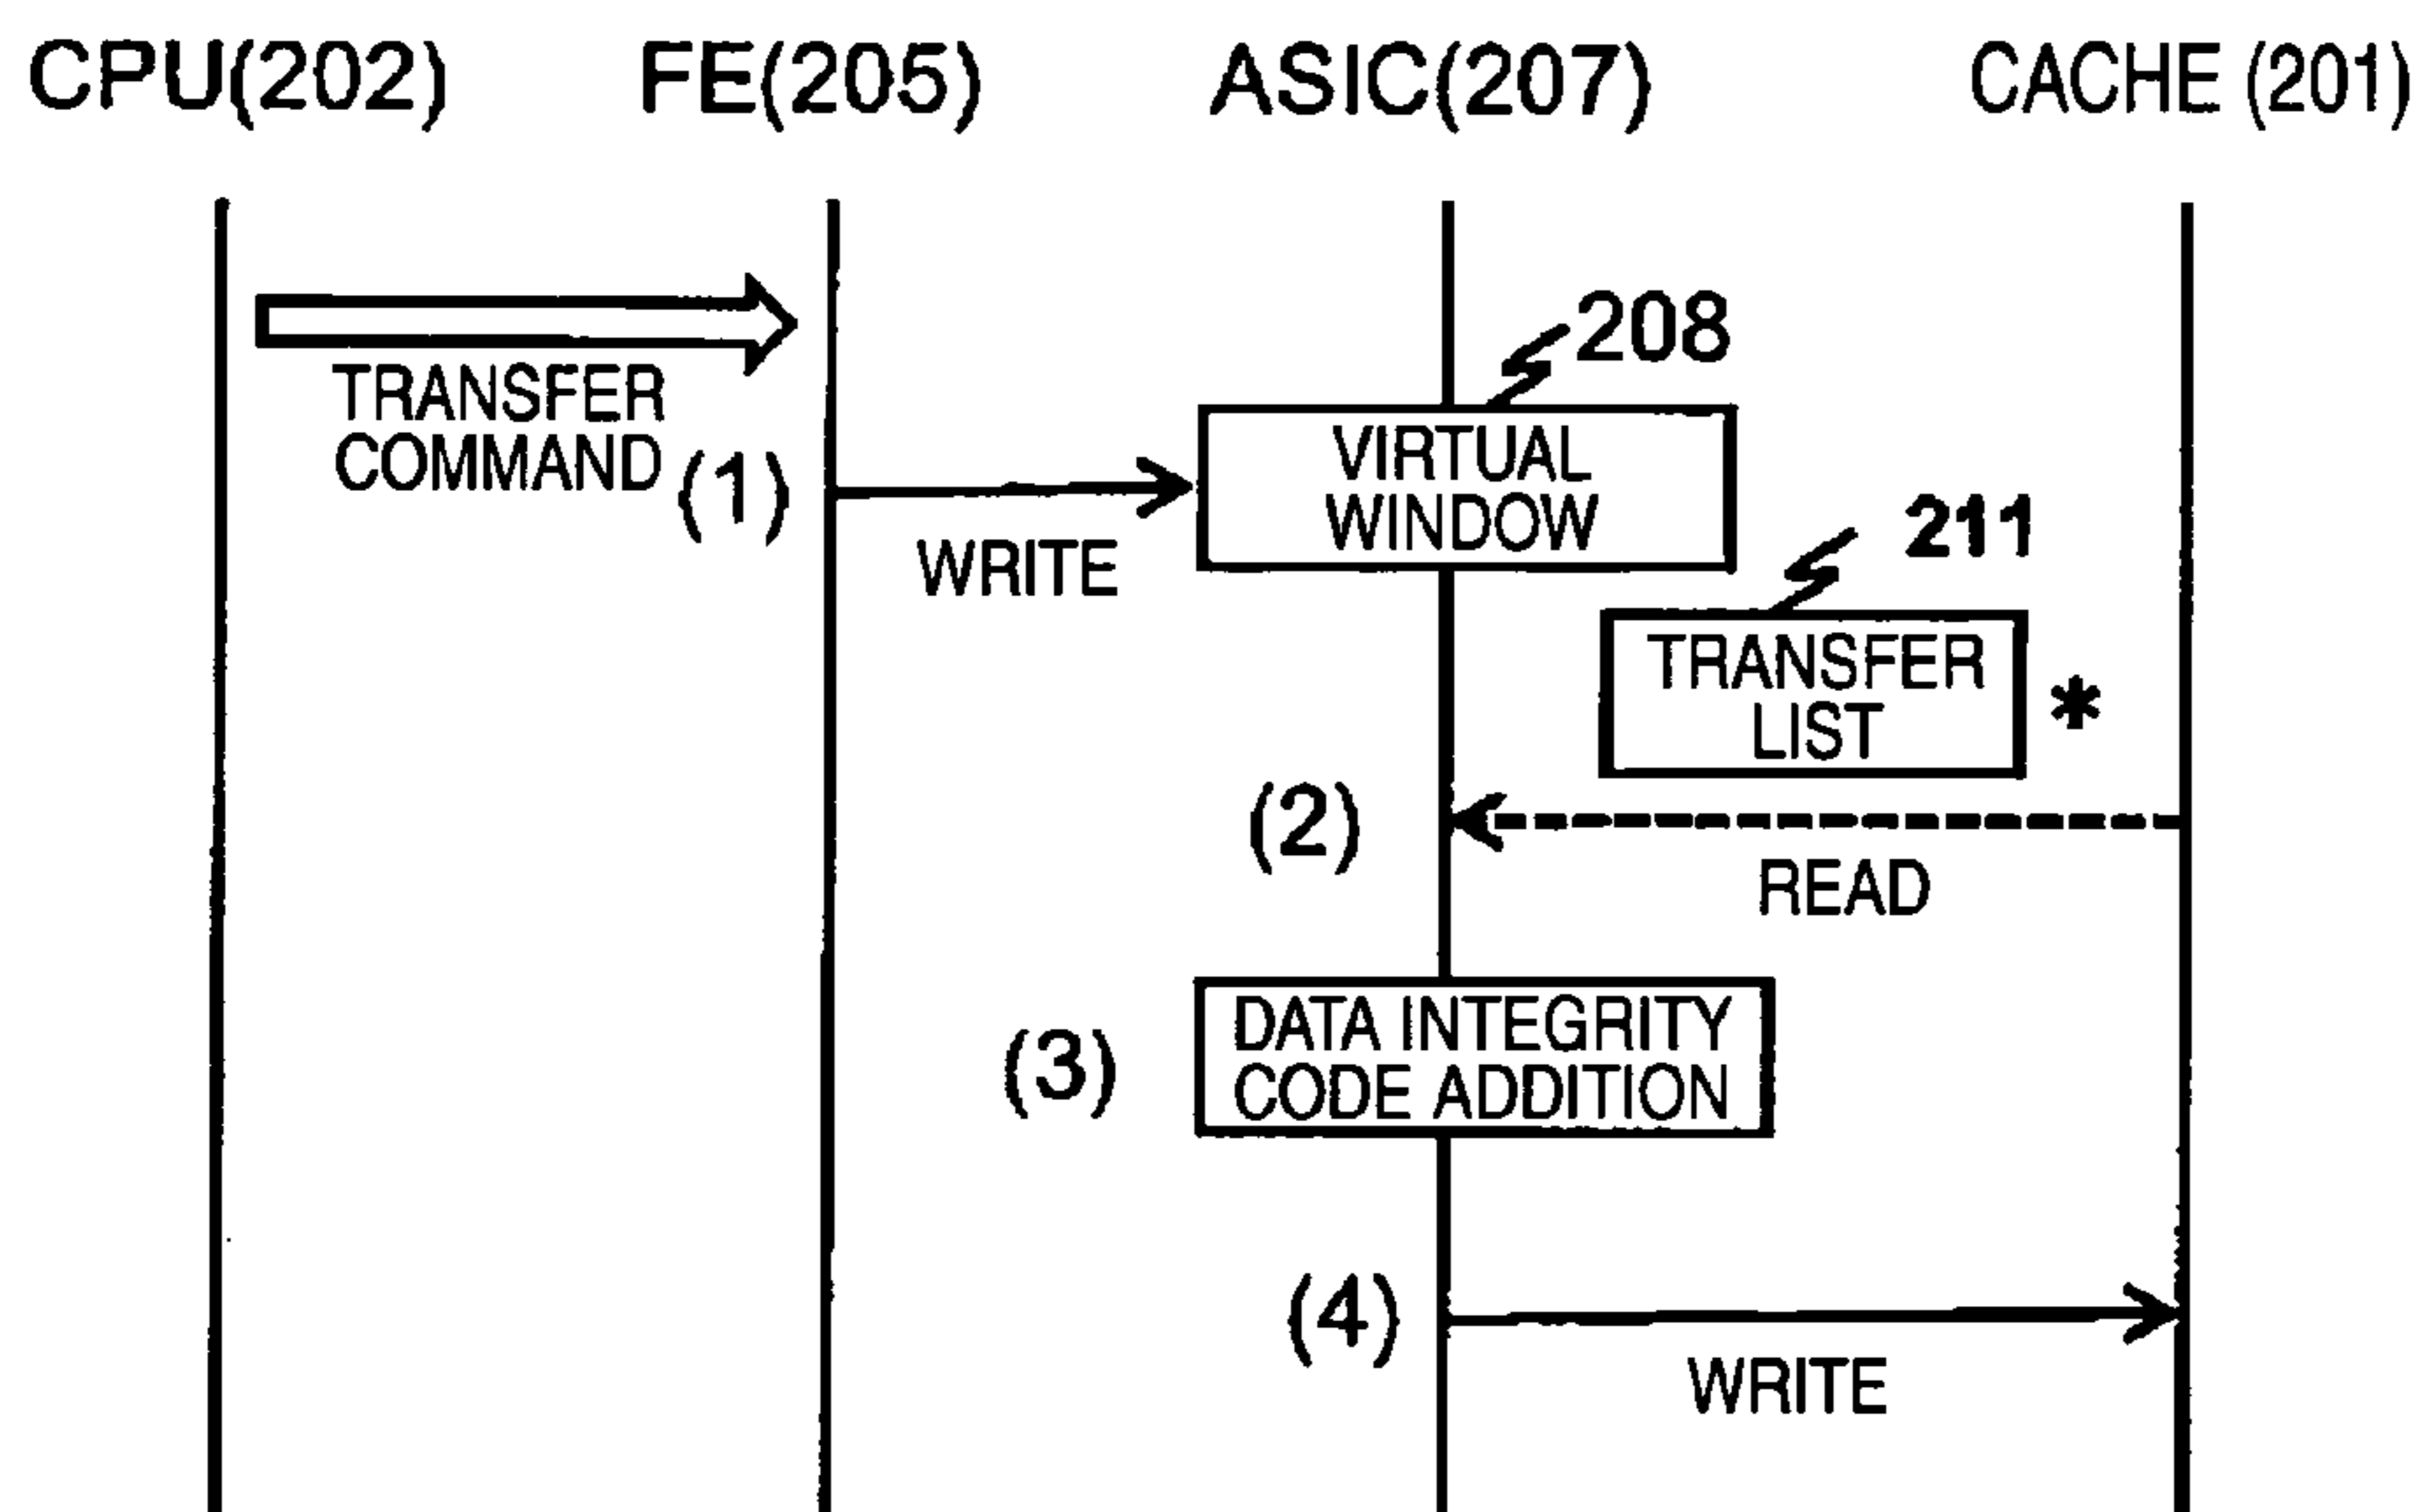 CPU(202) FE(205) ASIC(207) CACHE (201)
TRANSFER
COMMAND
208
(1)
WRITE
VIRTUAL
WINDOW
211
TRANSFER
LIST
*
(2)
READ
(3)
DATA INTEGRITY
CODE ADDITION
(4)
WRITE